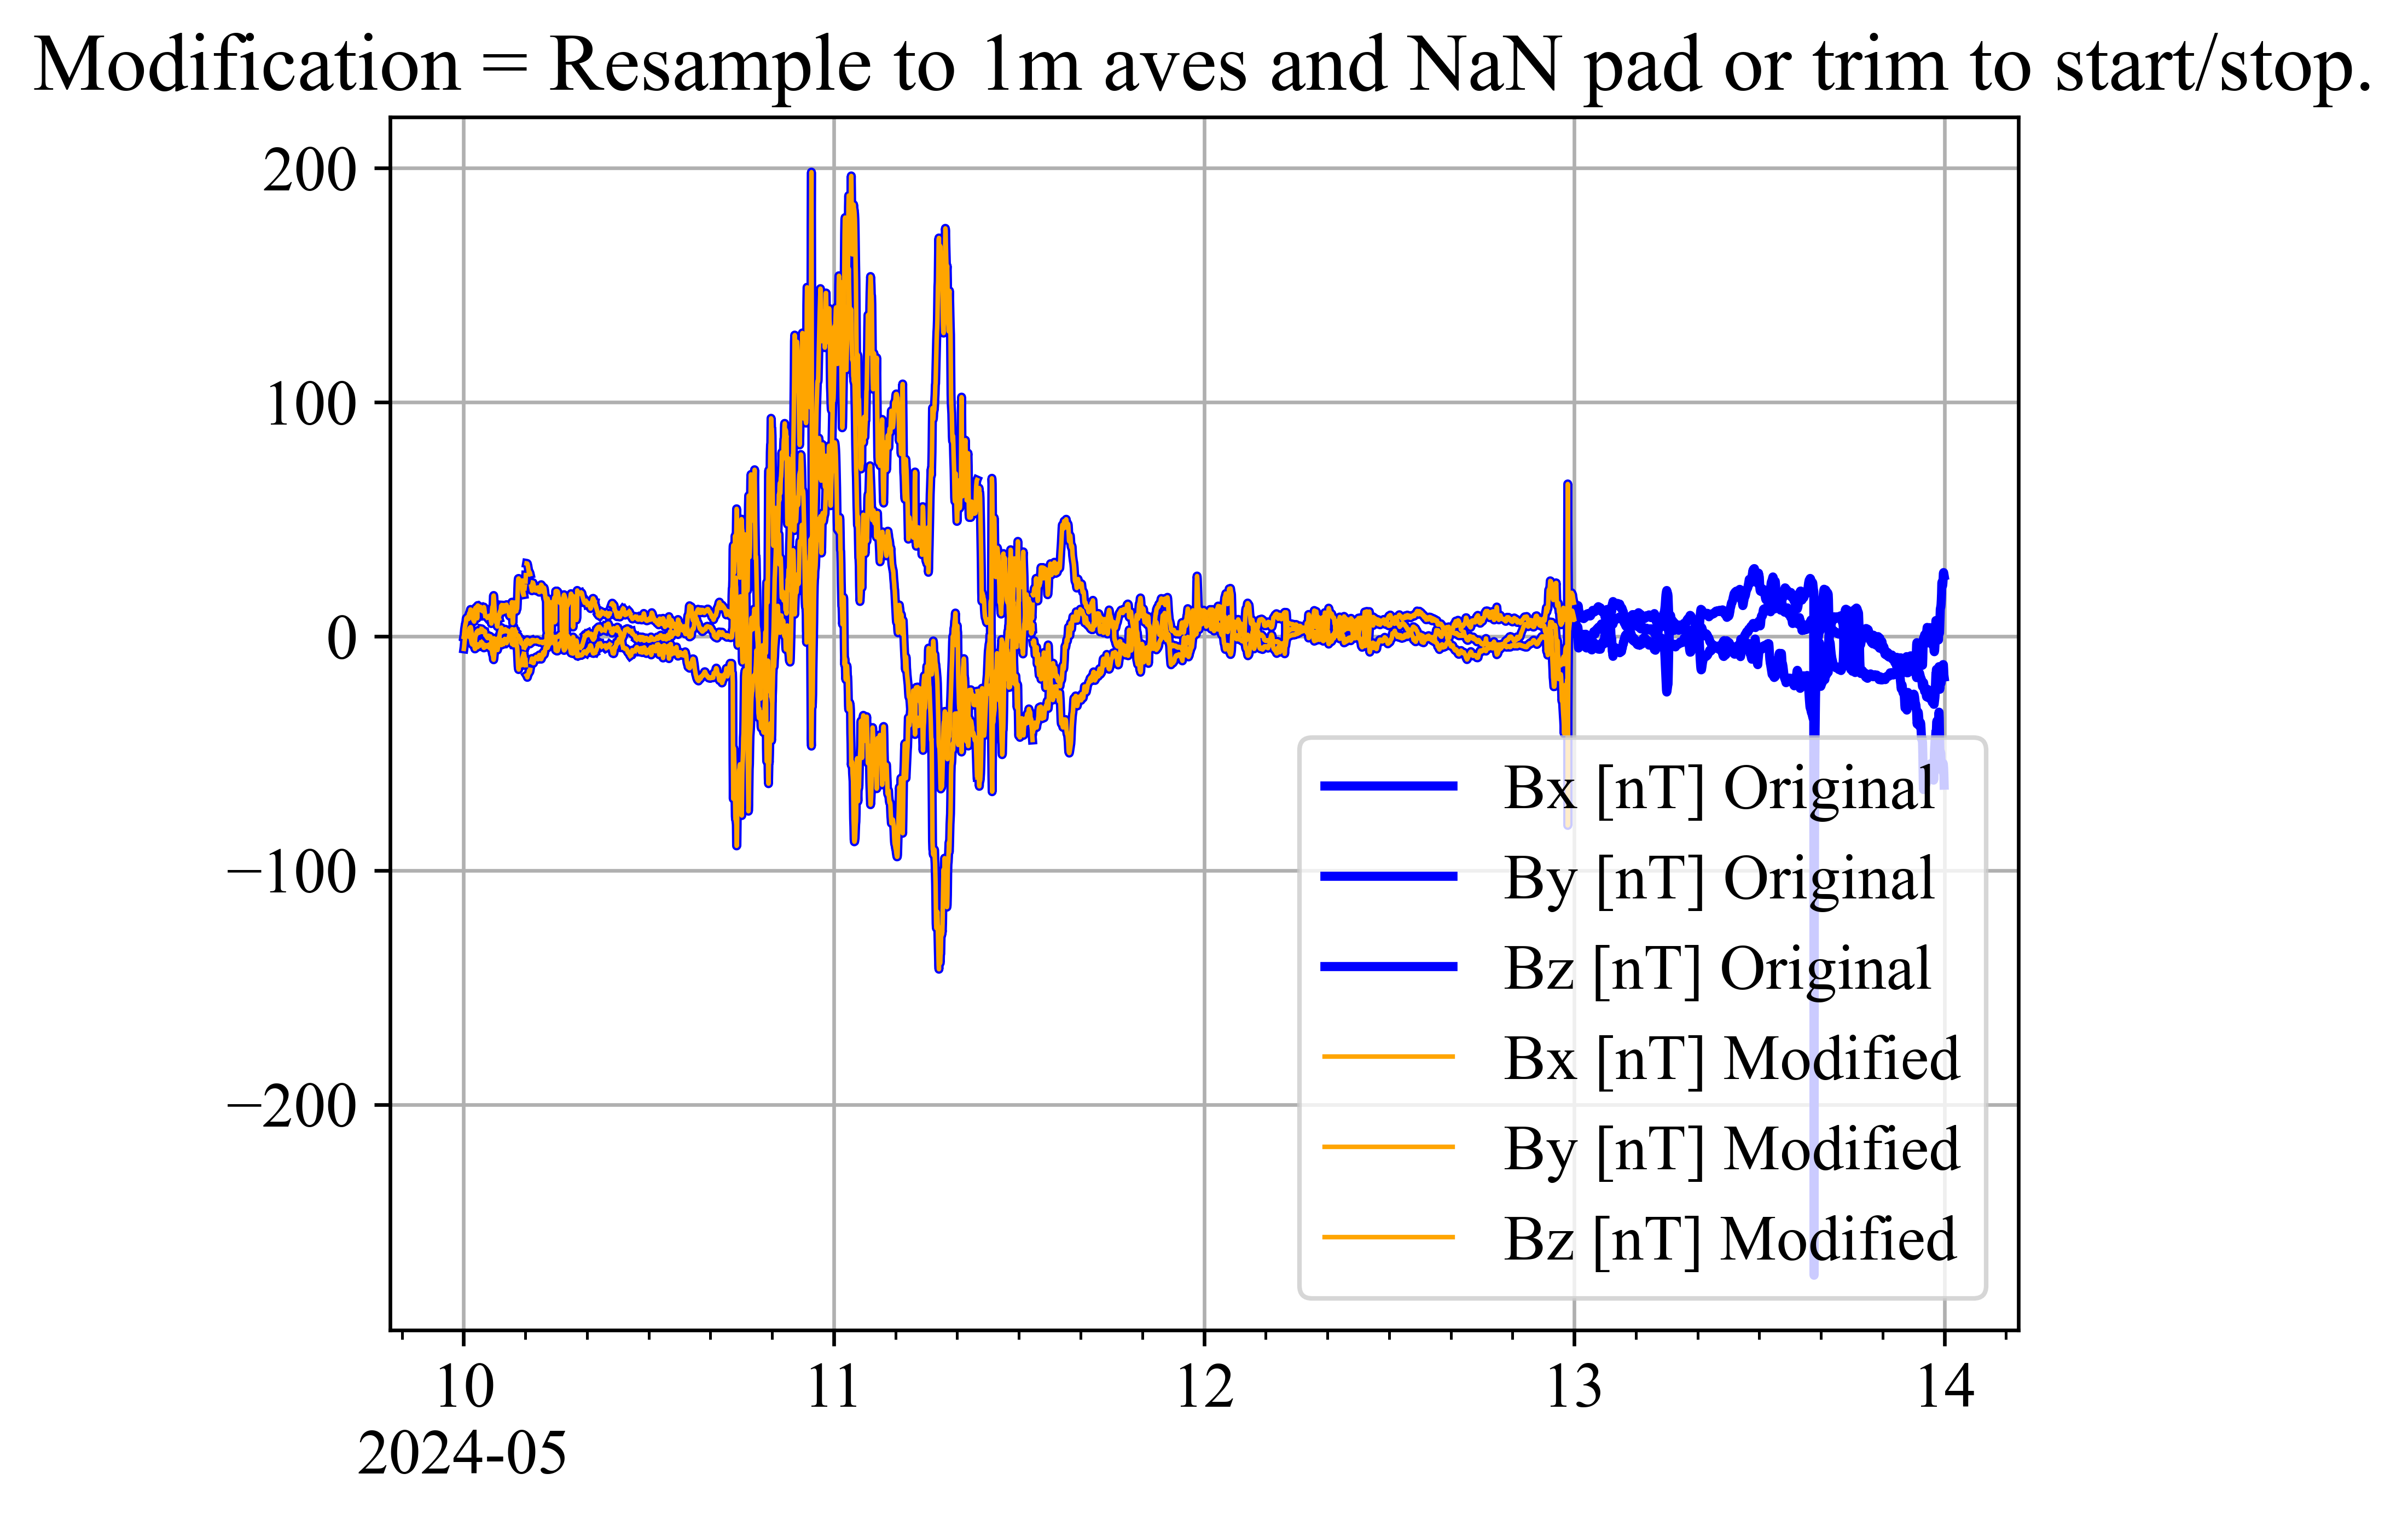 Modification = Resample to 1m aves and NaN pad or trim to start/stop.
200
100
0
−100
−200
Bx [nT] Original
By [nT] Original
Bz [nT] Original
Bx [nT] Modified
By [nT] Modified
Bz [nT] Modified
10 11 12 13 14
2024-05